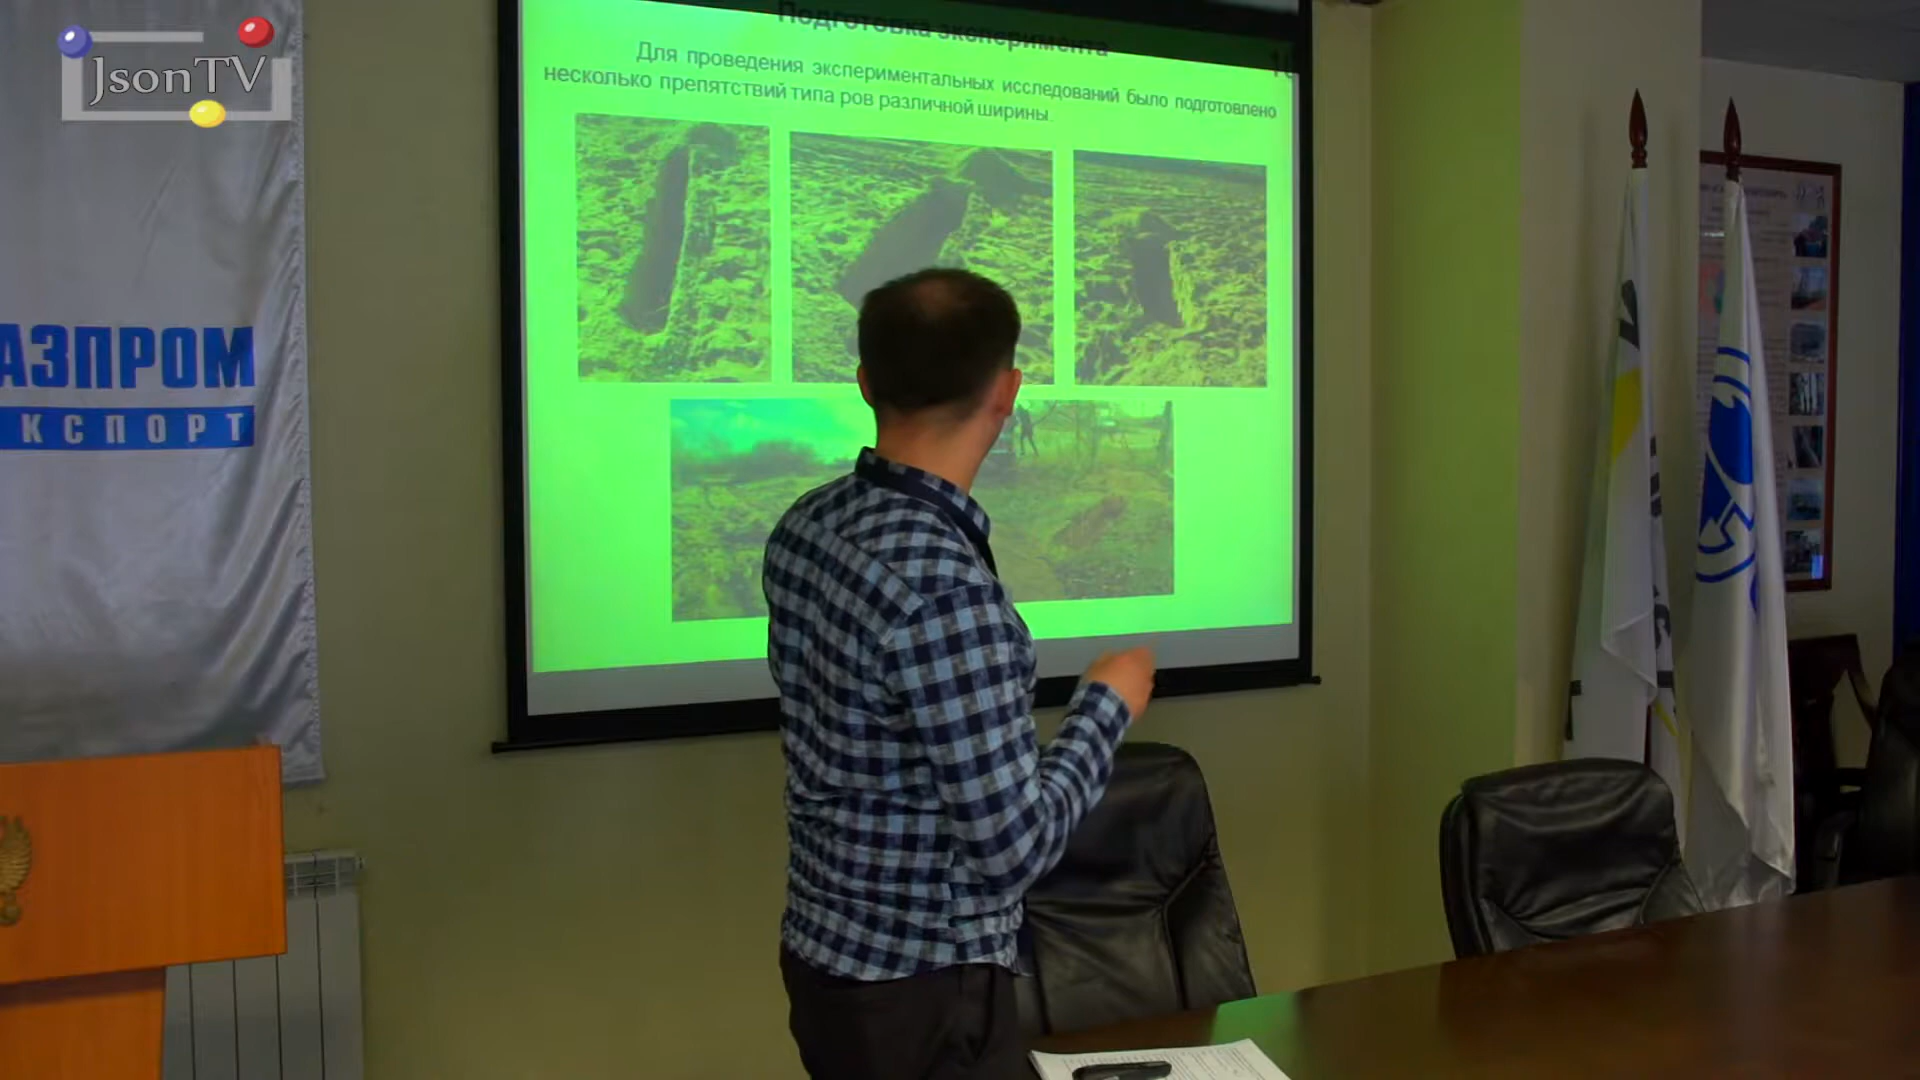 JsonTV
Подготовка эксперимента
Для проведения экспериментальных исследований было подготовлено
несколько препятствий типа ров различной ширины.
АЗПРОМ
КСПОРТ